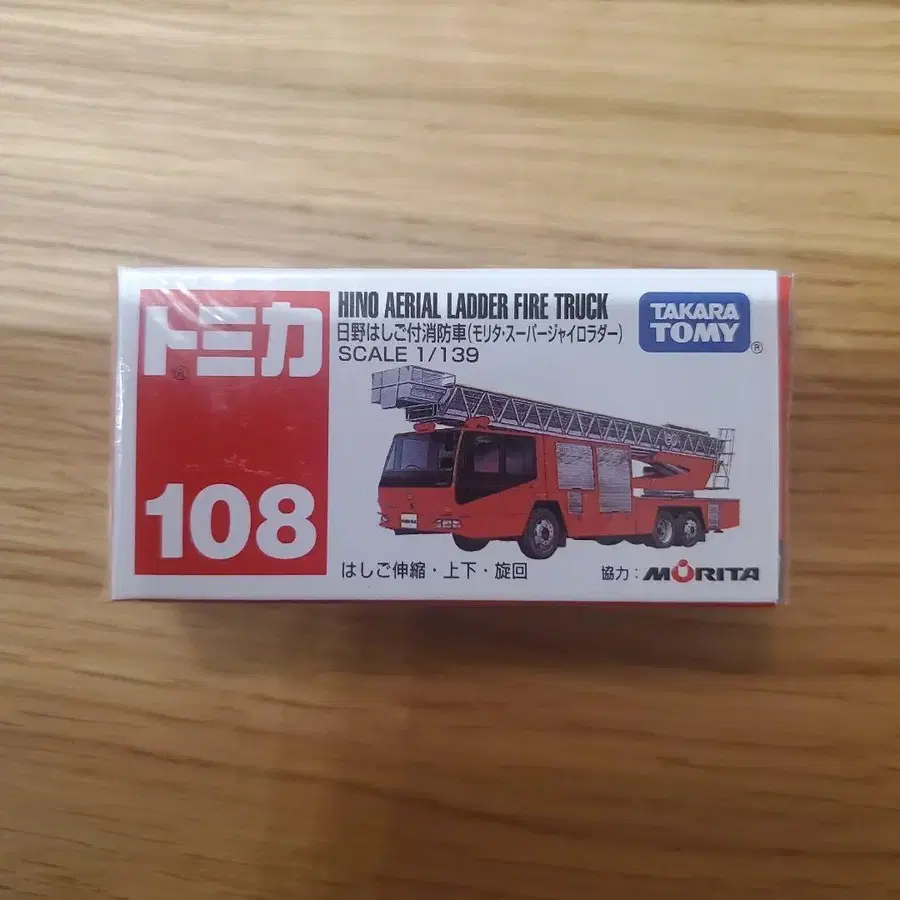 トミカ
®
108
HINO AERIAL LADDER FIRE TRUCK
日野はしご付消防車(モリタ・スーパージャイロラダー)
SCALE 1/139
TAKARA
TOMY
®
はしご伸縮・上下・旋回
協力:MORITA